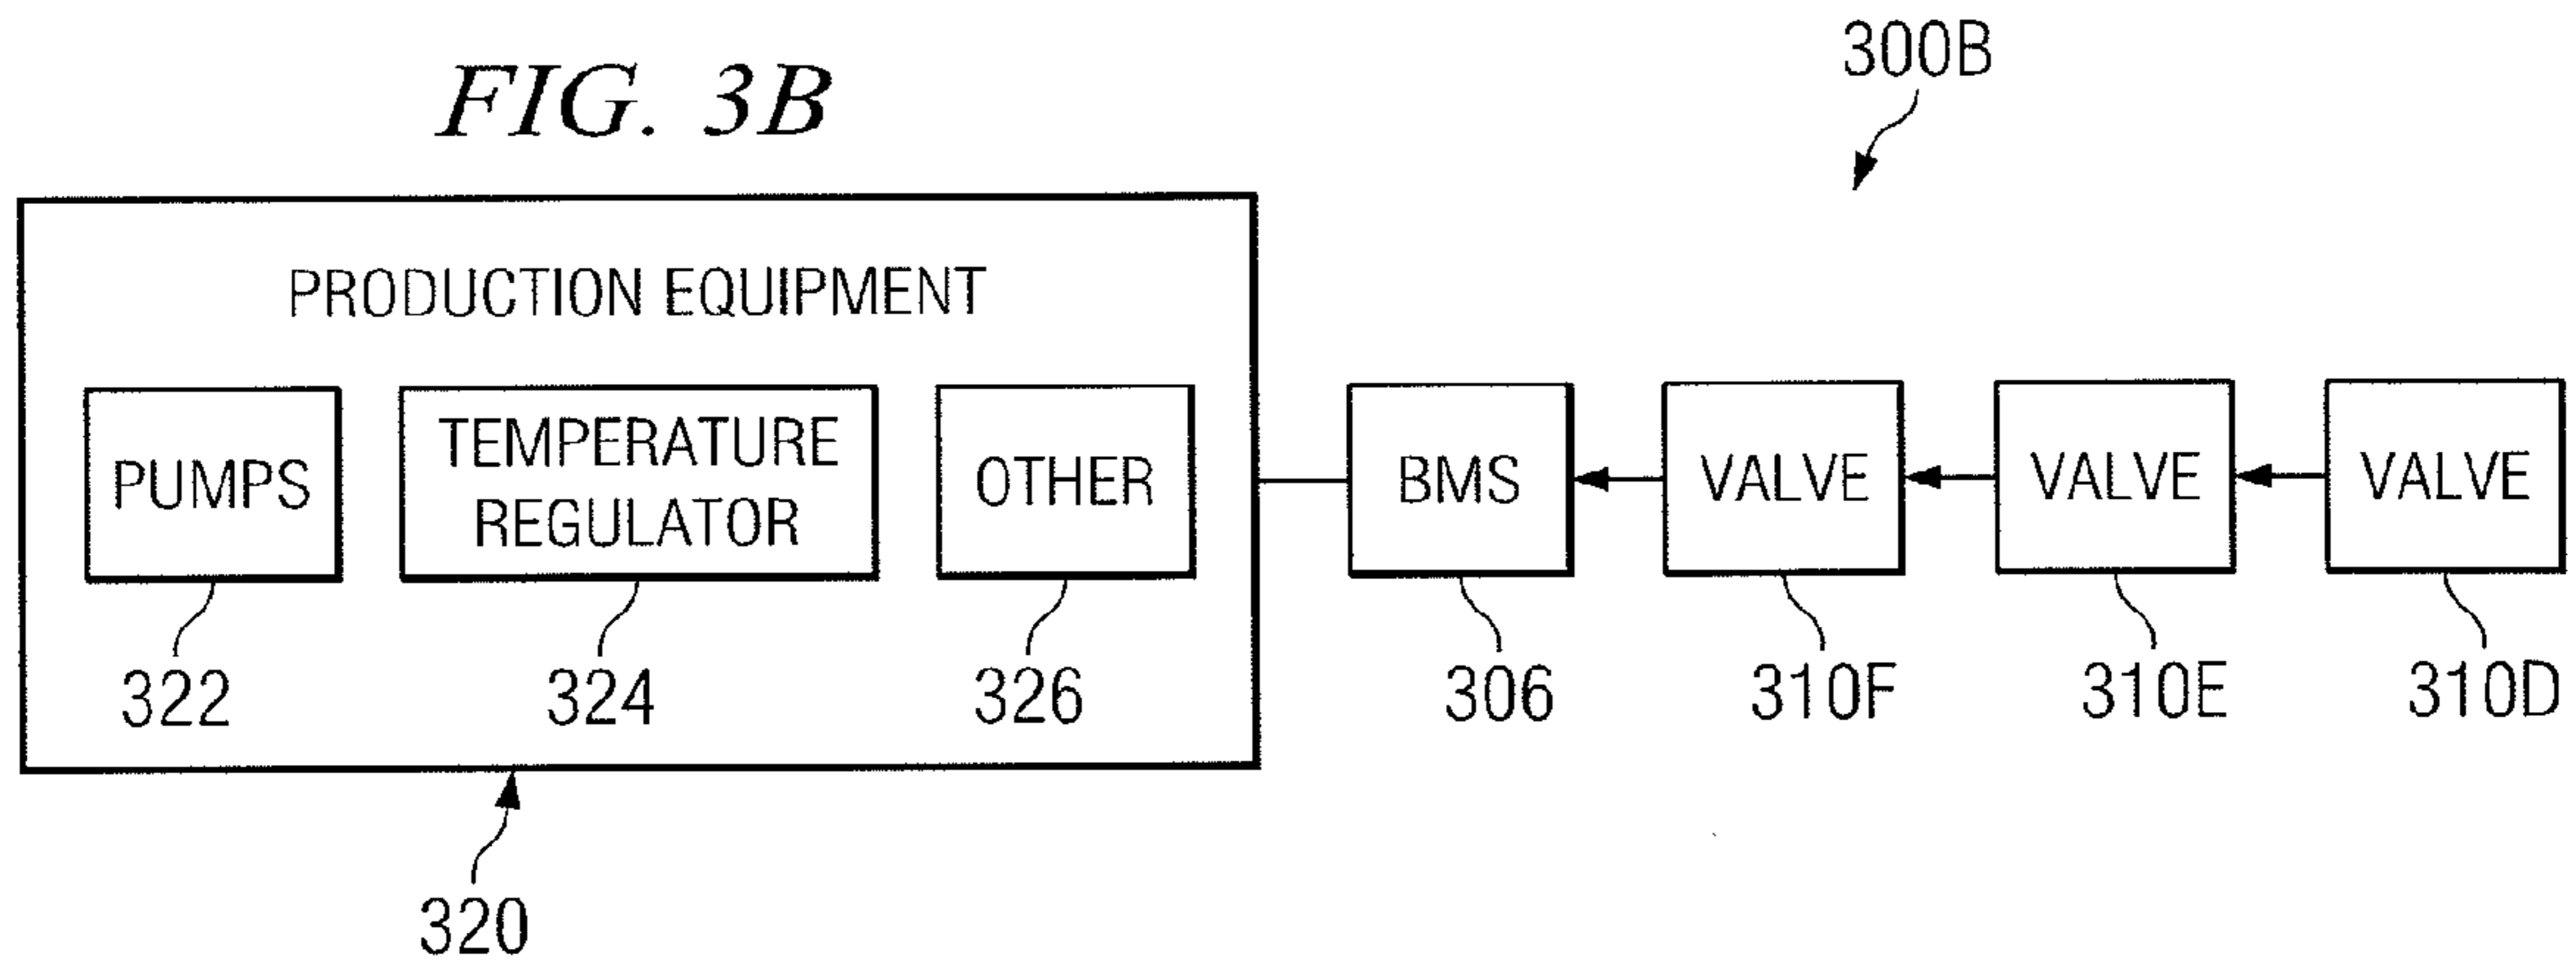 FIG. 3B
300B
PRODUCTION EQUIPMENT
PUMPS
TEMPERATURE
REGULATOR
OTHER
BMS
VALVE
VALVE
VALVE
322
324
326
306
310F
310E
310D
320